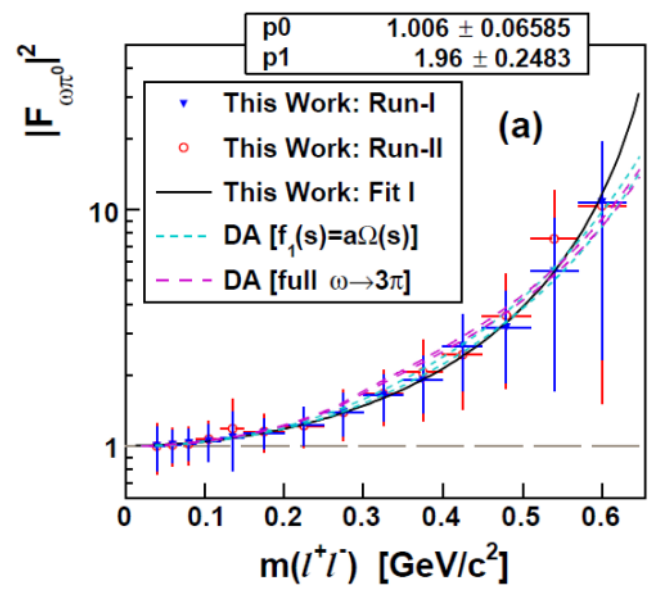 p0 1.006 ± 0.06585
p1 1.96 ± 0.2483
|F_ωπ⁰|²
This Work: Run-I
This Work: Run-II
This Work: Fit I
DA [f₁(s)=aΩ(s)]
DA [full ω→3π]
(a)
10
1
0 0.1 0.2 0.3 0.4 0.5 0.6
m(l⁺l⁻) [GeV/c²]